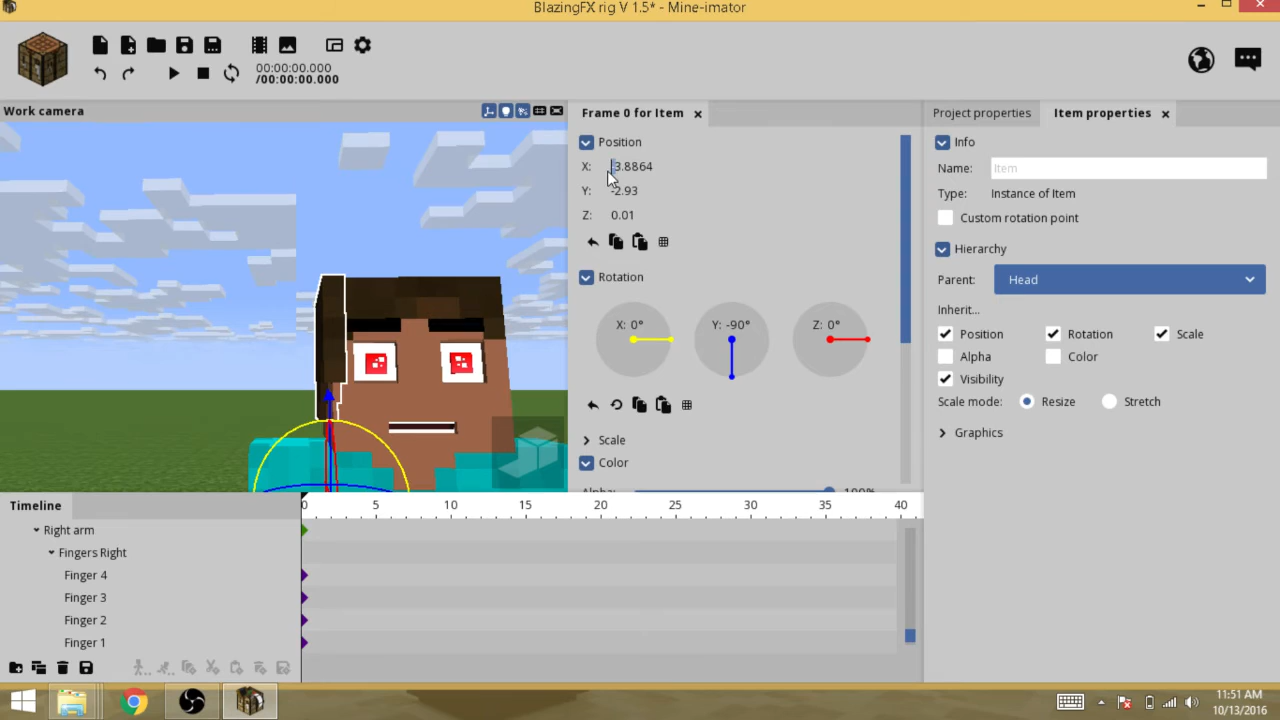 BlazingFX rig V 1.5* - Mine-imator
00:00:00.000
/00:00:00.000
Work camera
Frame 0 for Item
Position
X: -3.8864
Y: -2.93
Z: 0.01
Rotation
X: 0°
Y: -90°
Z: 0°
Scale
Color
Alpha:
100%
Project properties
Item properties
Info
Name: Item
Type: Instance of Item
Custom rotation point
Hierarchy
Parent: Head
Inherit...
Position
Rotation
Scale
Alpha
Color
Visibility
Scale mode: Resize Stretch
Graphics
Timeline
0 5 10 15 20 25 30 35 40
Right arm
Fingers Right
Finger 4
Finger 3
Finger 2
Finger 1
11:51 AM
10/13/2016